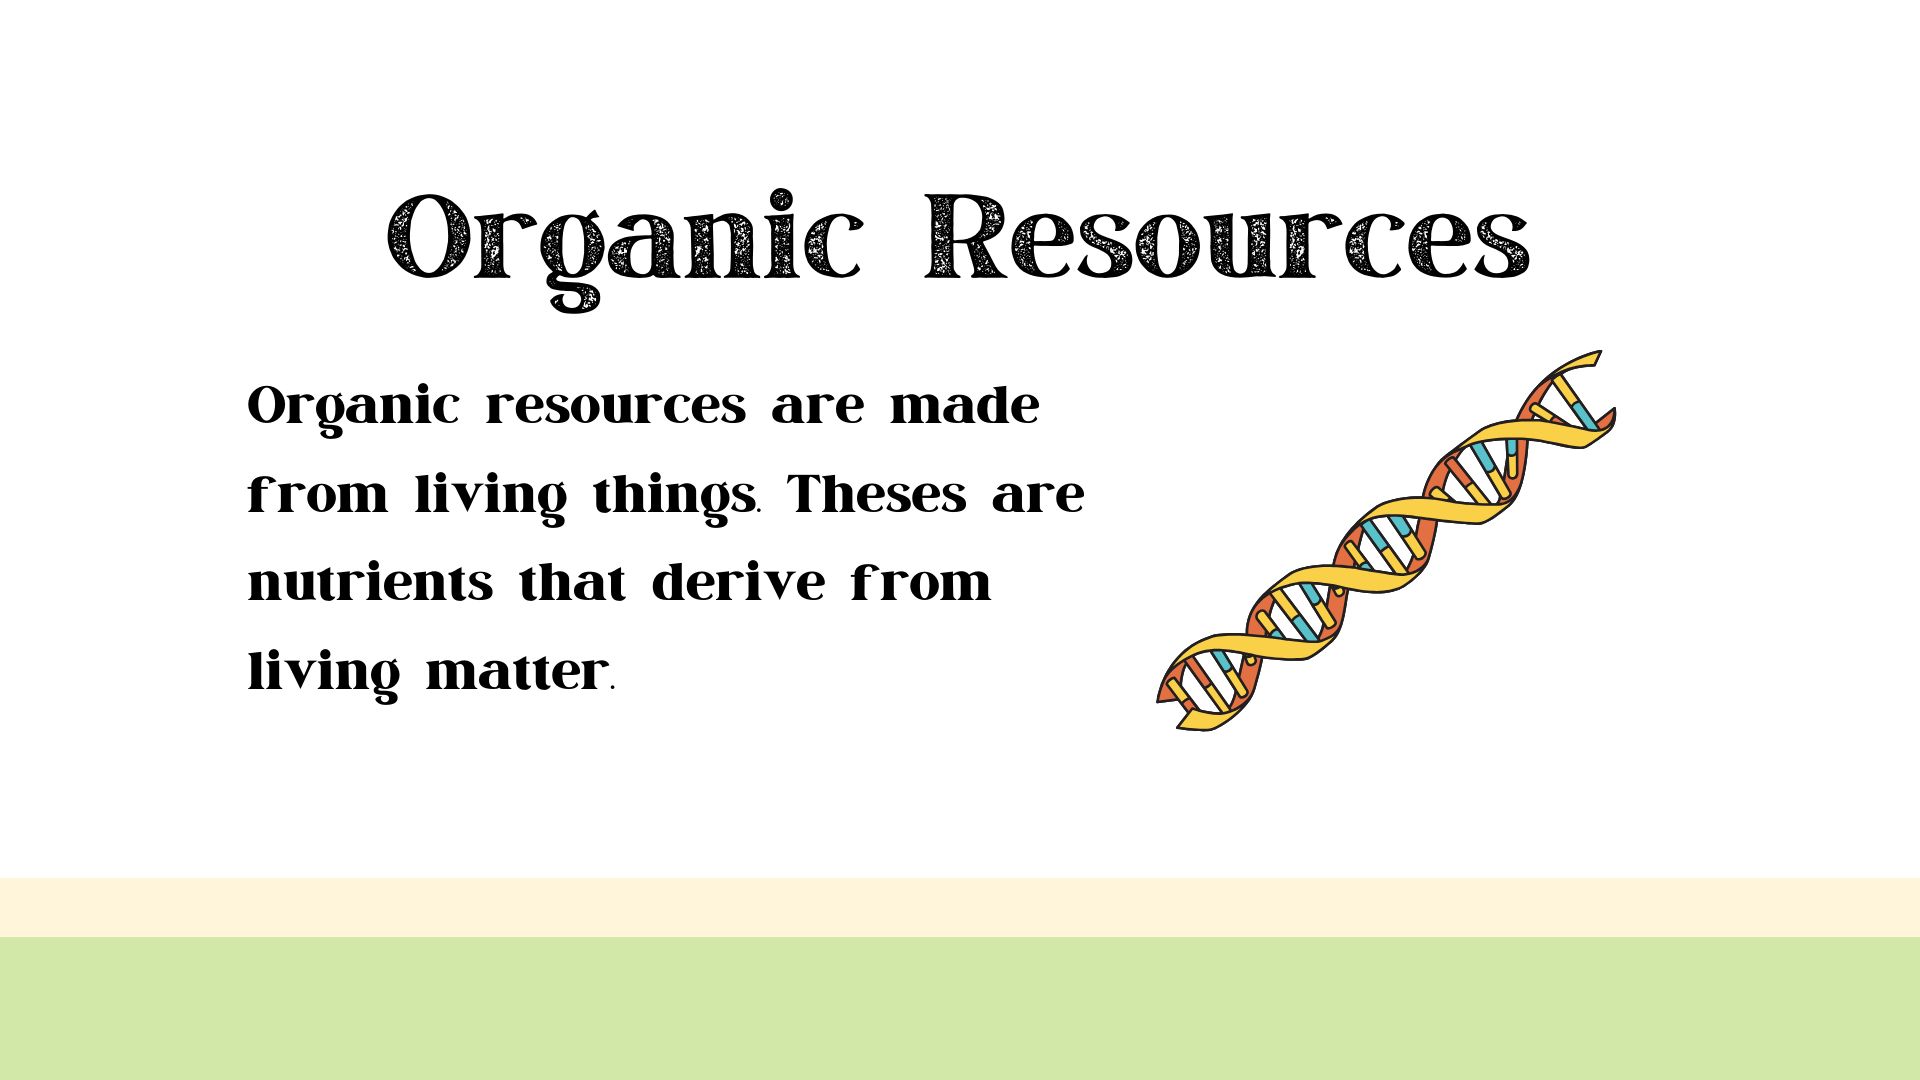 Organic Resources
Organic resources are made
from living things. Theses are
nutrients that derive from
living matter.